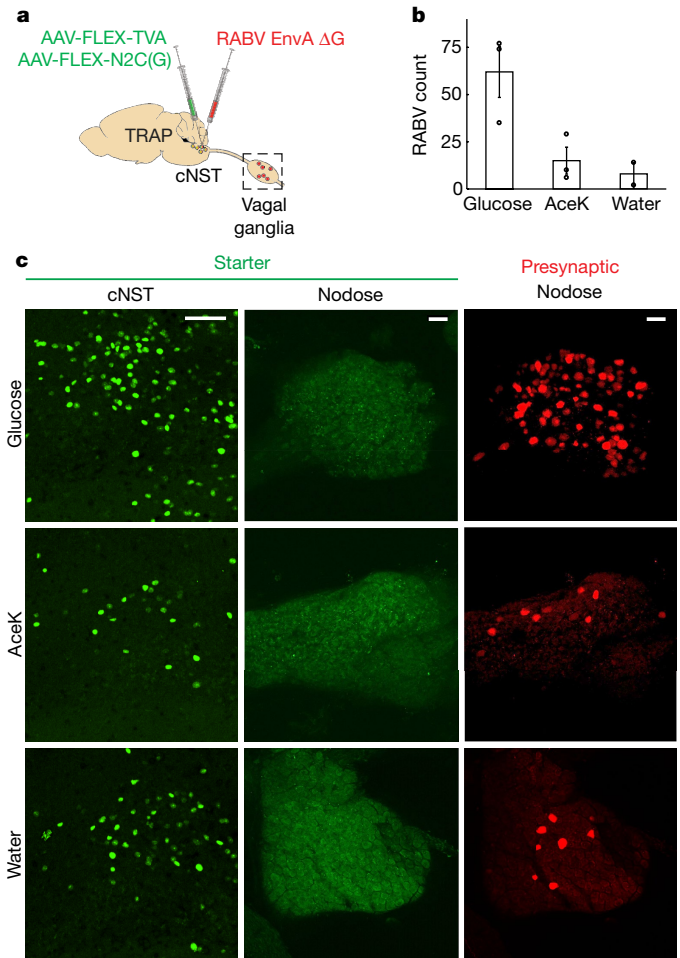 a
AAV-FLEX-TVA
AAV-FLEX-N2C(G)
RABV EnvA ΔG
TRAP
cNST
Vagal
ganglia
b
RABV count
75
50
25
0
Glucose AceK Water
c
Starter
Presynaptic
cNST Nodose Nodose
Glucose
AceK
Water